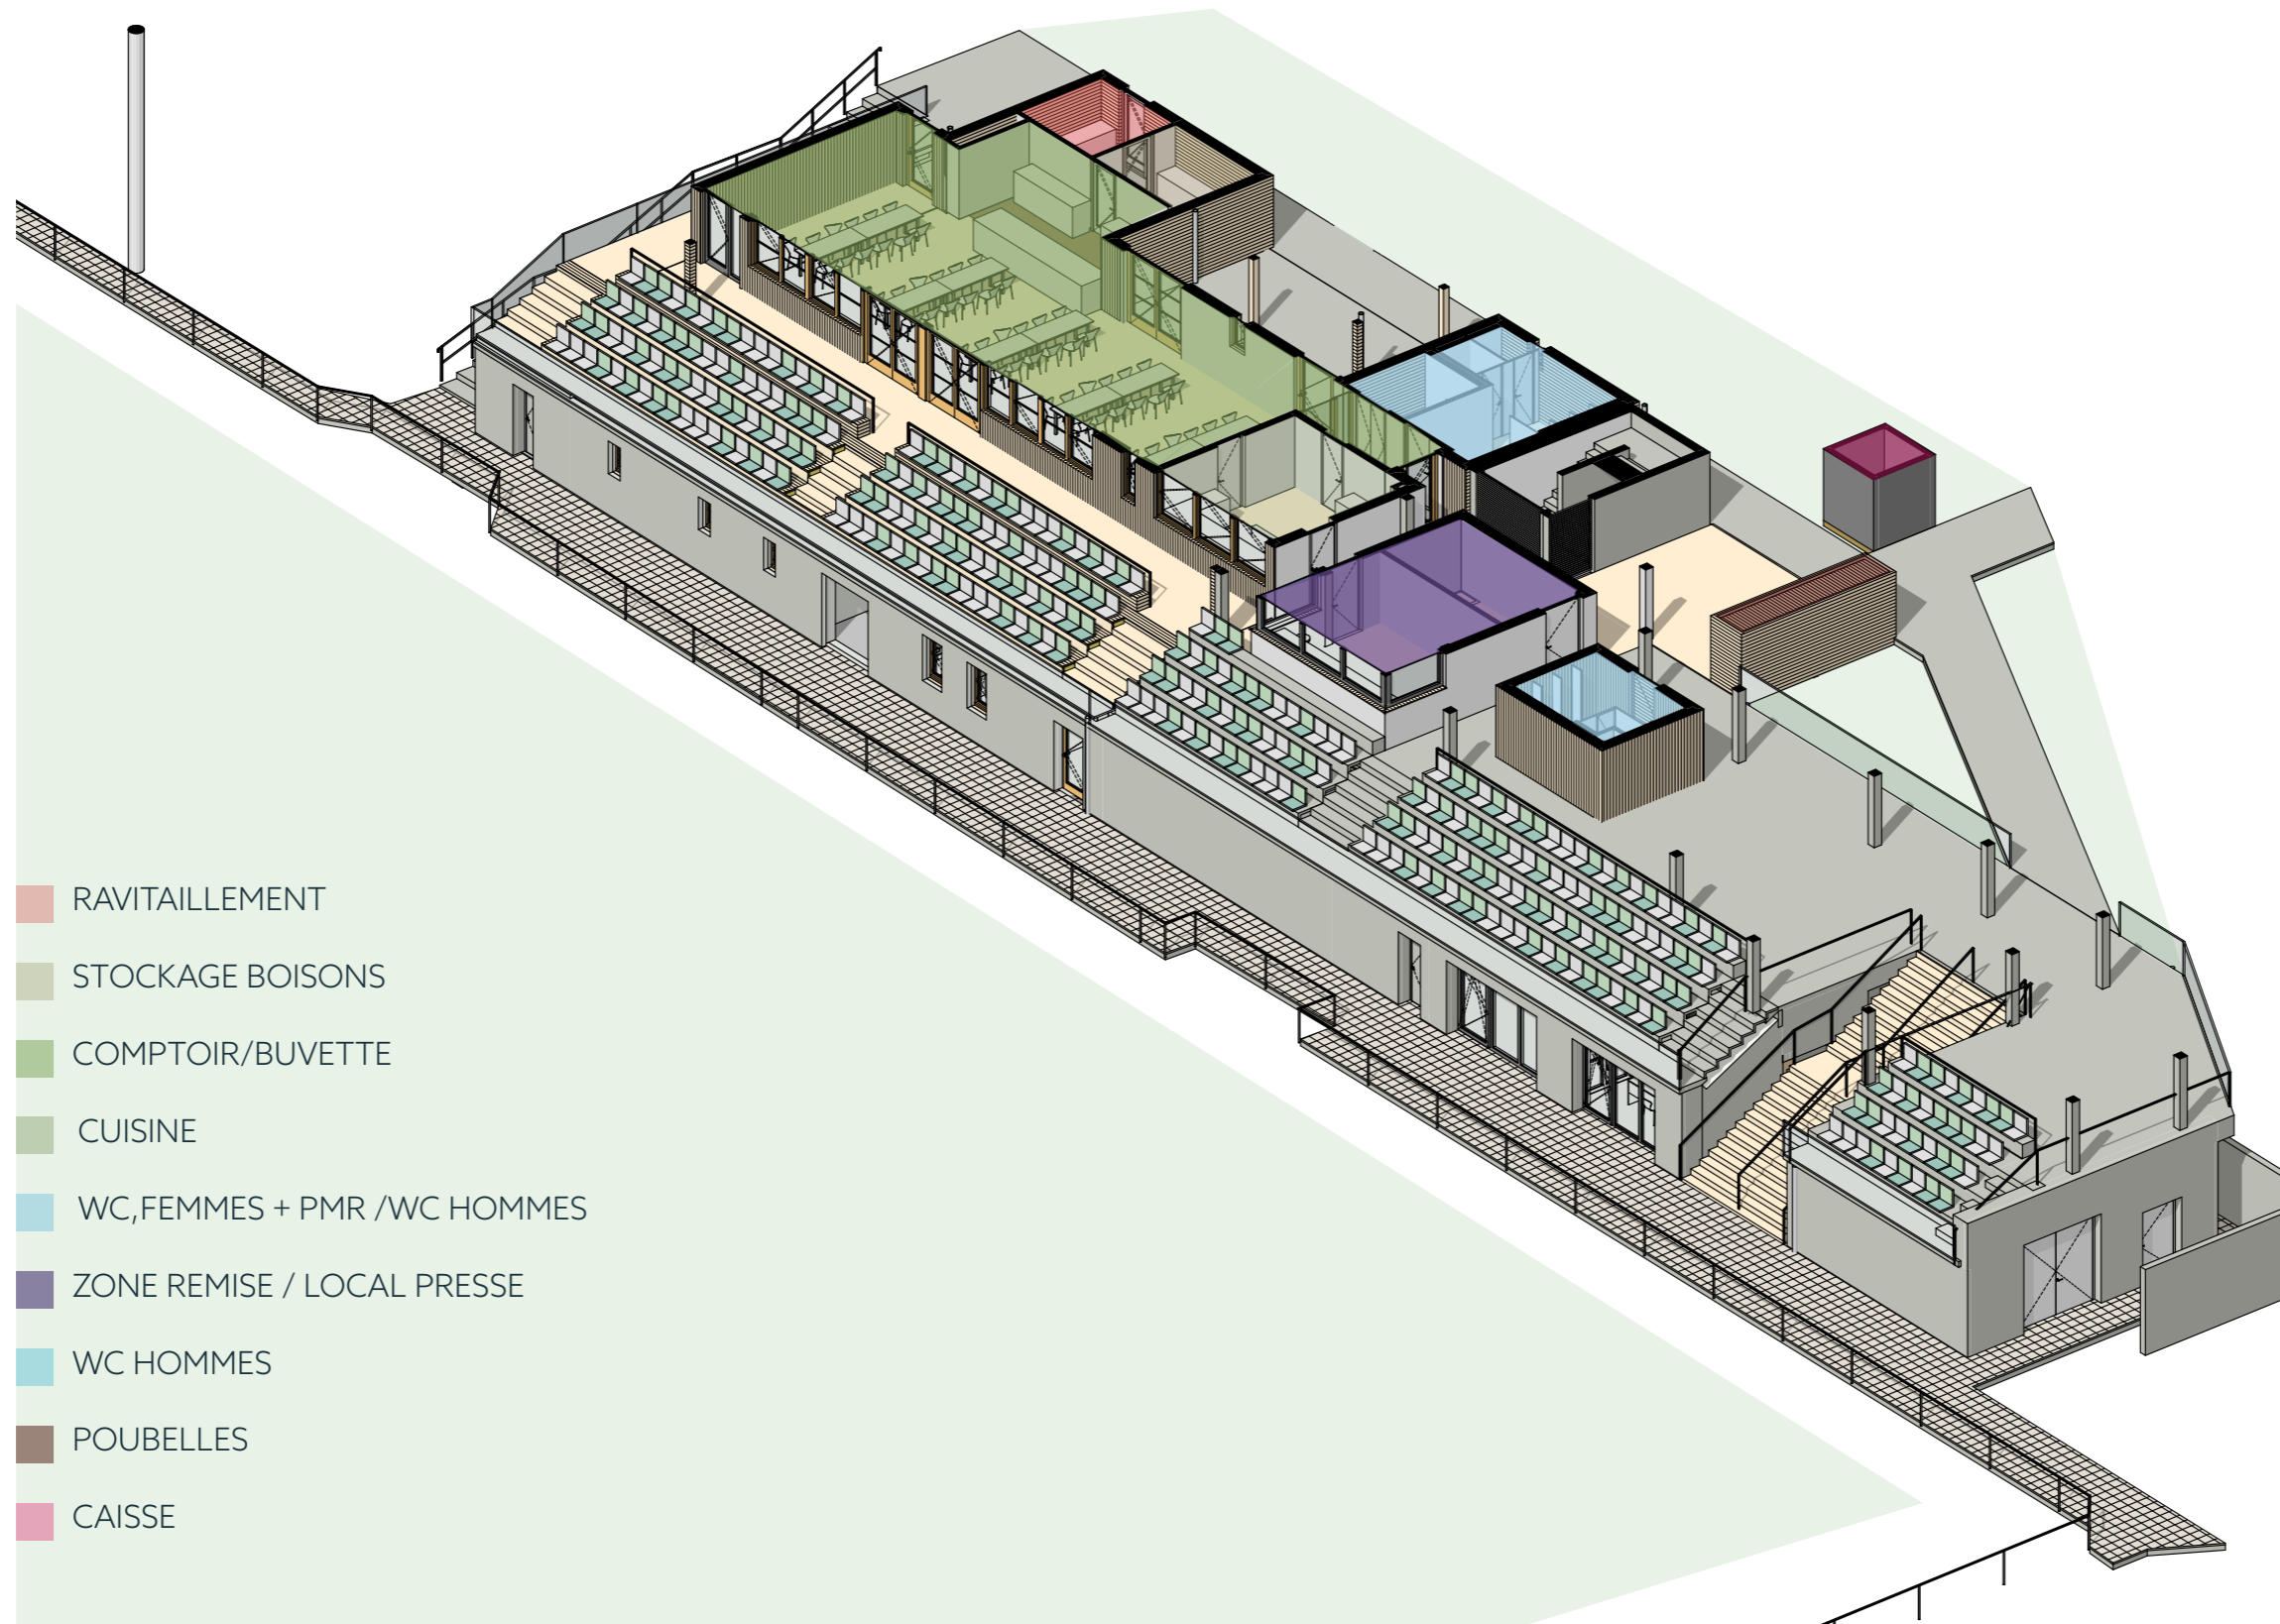 RAVITAILLEMENT
STOCKAGE BOISONS
COMPTOIR/BUVETTE
CUISINE
WC,FEMMES + PMR /WC HOMMES
ZONE REMISE / LOCAL PRESSE
WC HOMMES
POUBELLES
CAISSE